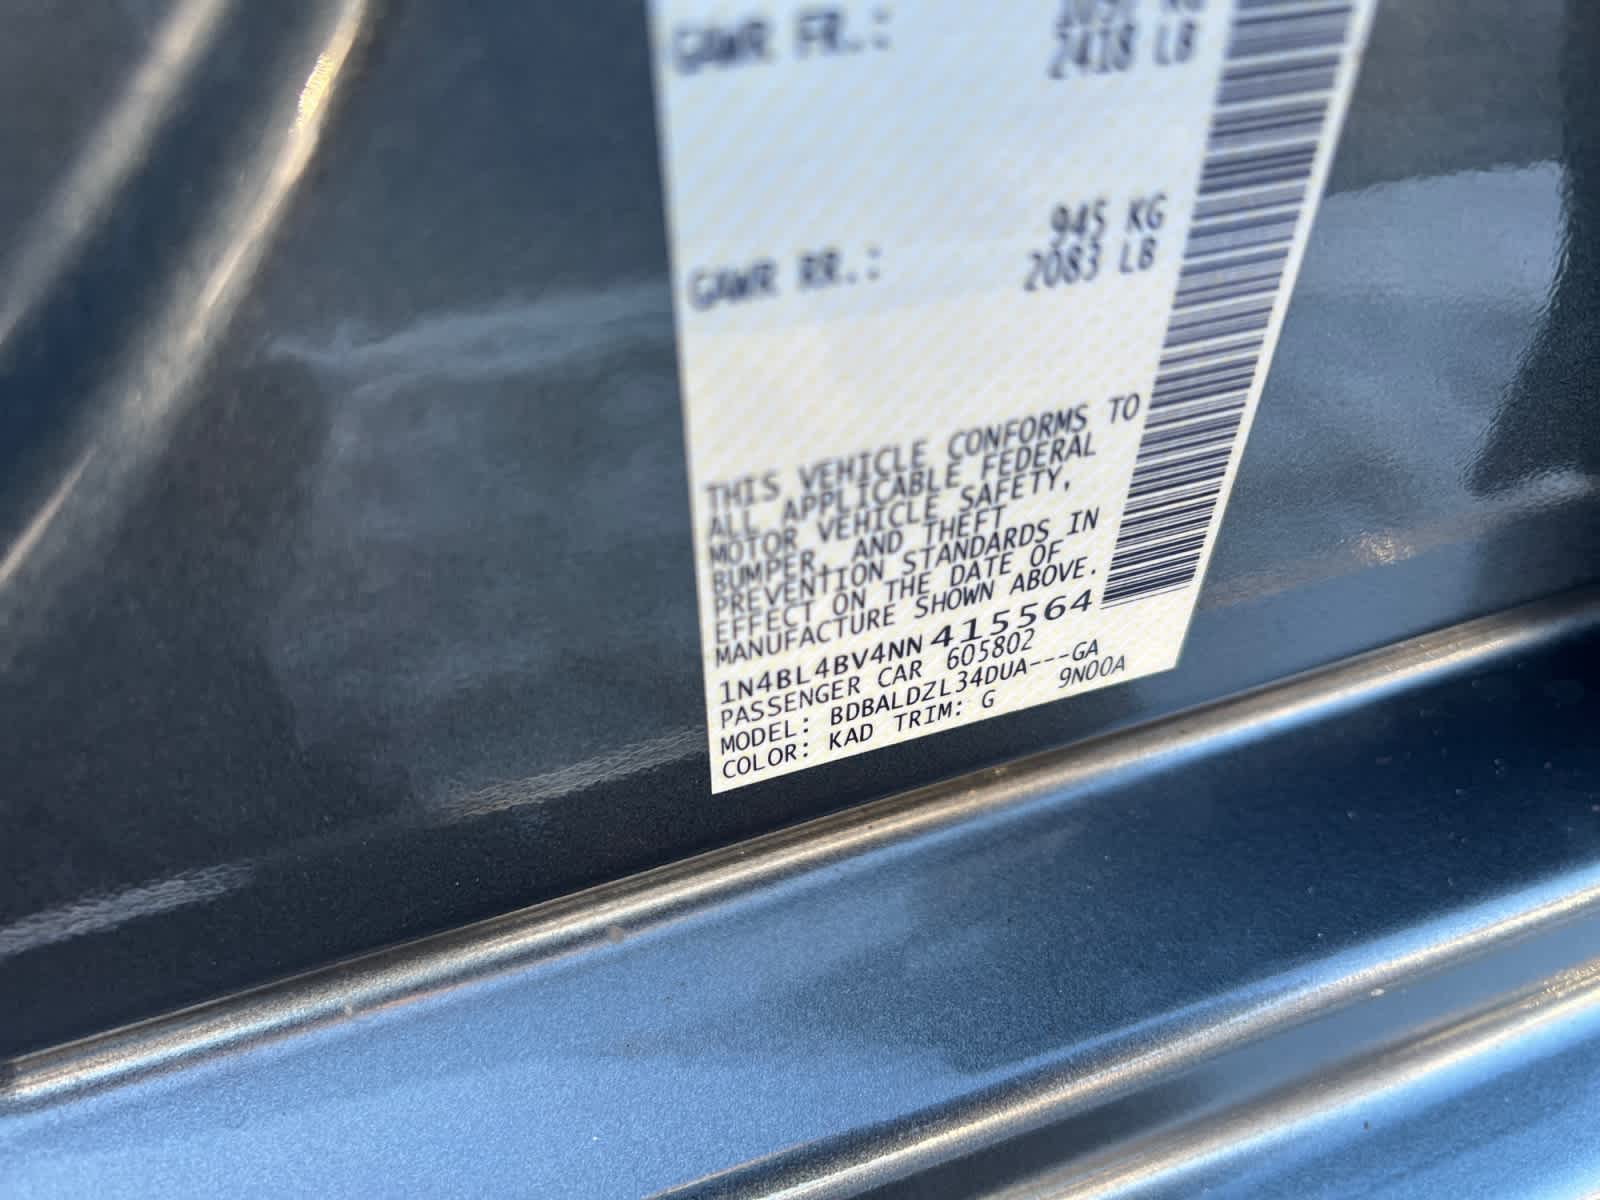 GAWR FR.: 2418 LB
945 KG
GAWR RR.: 2083 LB
THIS VEHICLE CONFORMS TO
ALL APPLICABLE FEDERAL
MOTOR VEHICLE SAFETY,
BUMPER, AND THEFT
PREVENTION STANDARDS IN
EFFECT ON THE DATE OF
MANUFACTURE SHOWN ABOVE.
1N4BL4BV4NN415564
PASSENGER CAR 605802
MODEL: BDBALDZL34DUA---GA
COLOR: KAD TRIM: G 9N00A